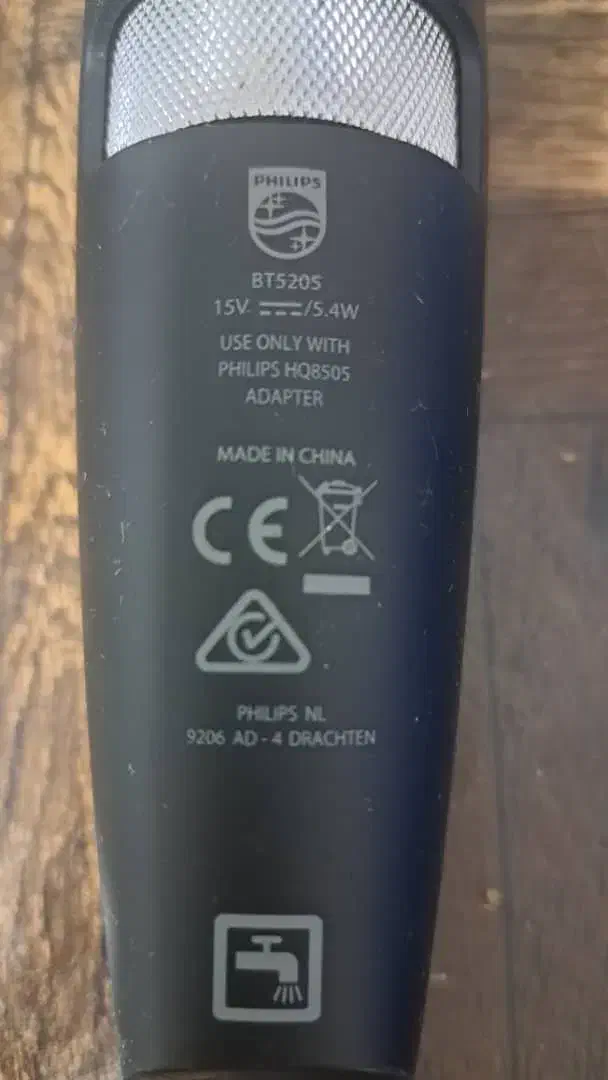 PHILIPS
BT5205
15V ⎓/5.4W
USE ONLY WITH
PHILIPS HQ8505
ADAPTER
MADE IN CHINA
CE
PHILIPS NL
9206 AD - 4 DRACHTEN